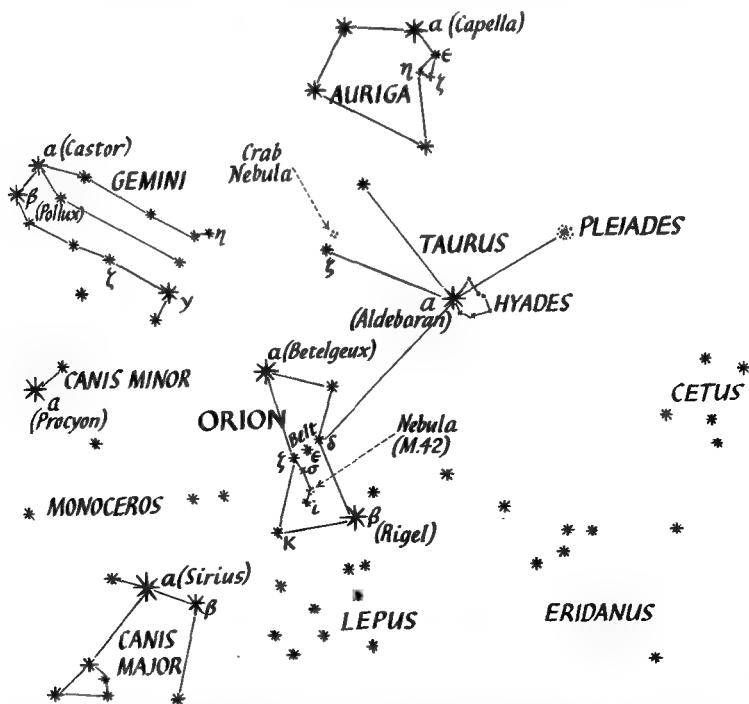 α (Capella)
ε
η
ζ
AURIGA
α (Castor)
GEMINI
β
(Pollux)
η
ζ
γ
Crab
Nebula
ζ
TAURUS
PLEIADES
α
(Aldebaran)
HYADES
α (Betelgeux)
CANIS MINOR
α
(Procyon)
ORION
Belt
ζ
ε
δ
σ
ι
Nebula
(M.42)
κ
β
(Rigel)
CETUS
MONOCEROS
α (Sirius)
β
CANIS
MAJOR
LEPUS
ERIDANUS